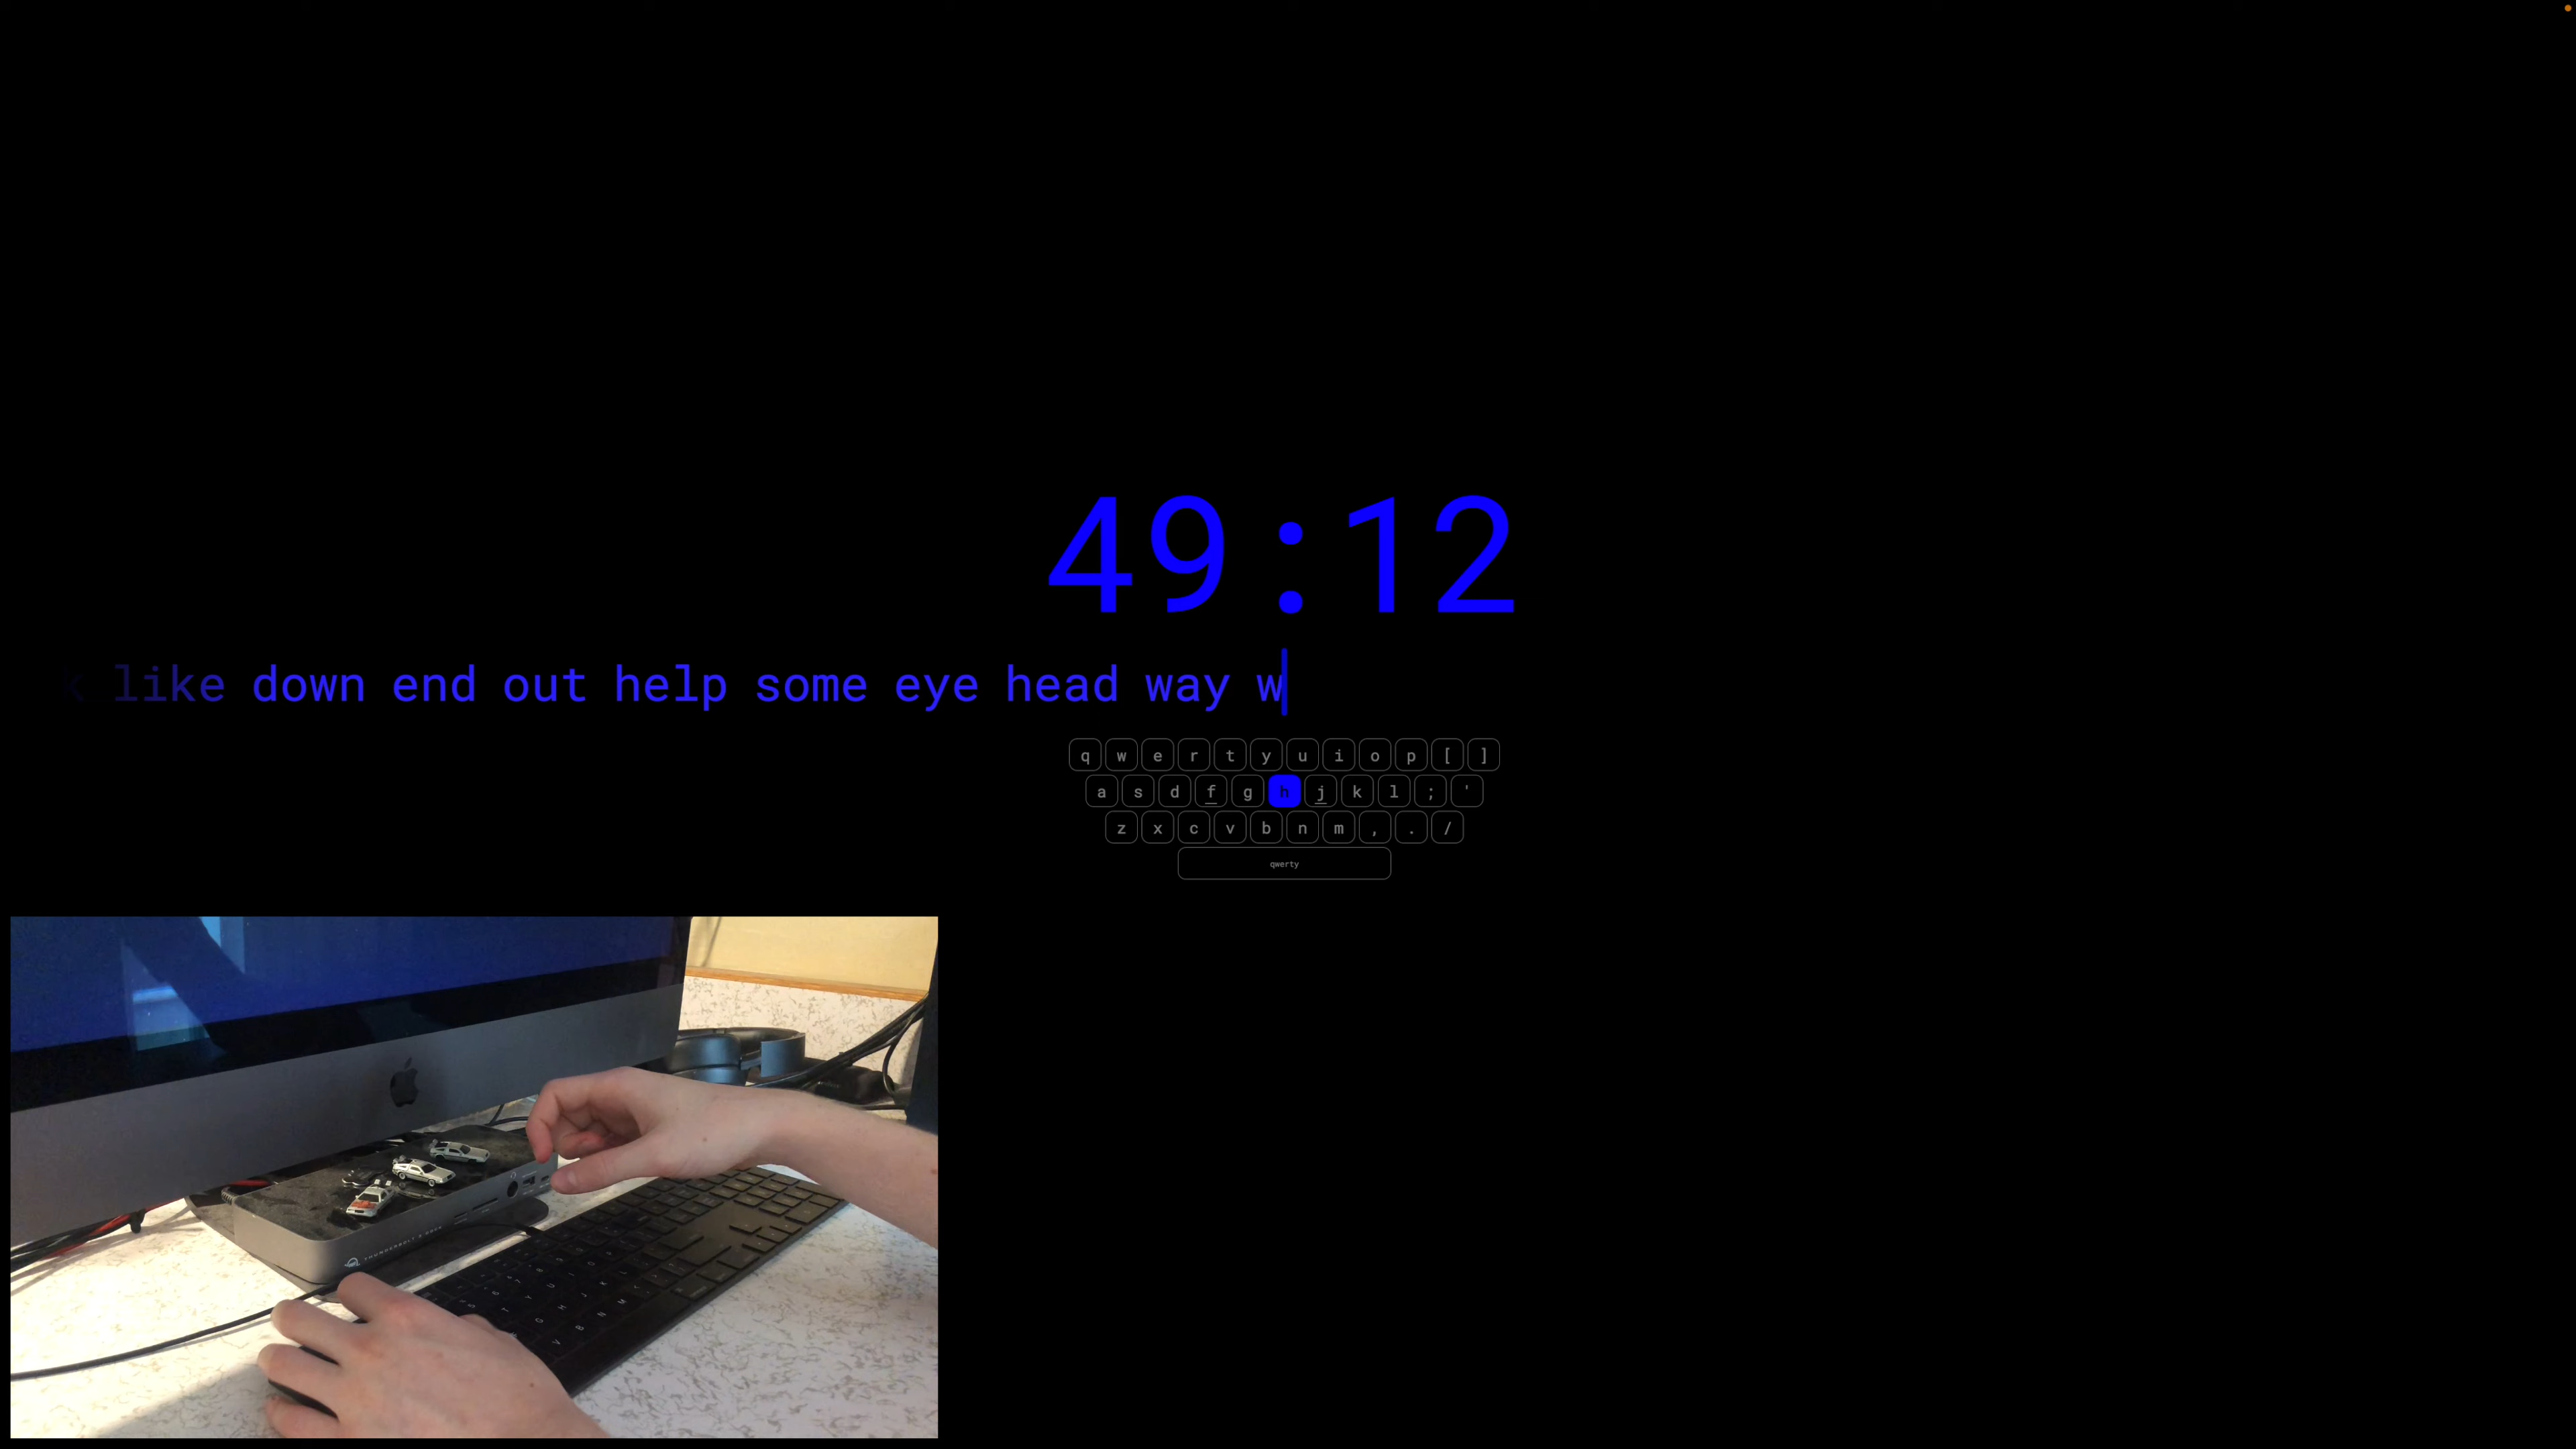 49:12
like down end out help some eye head way w
q w e r t y u i o p [ ]
a s d f g h j k l ; '
z x c v b n m , . /
qwerty